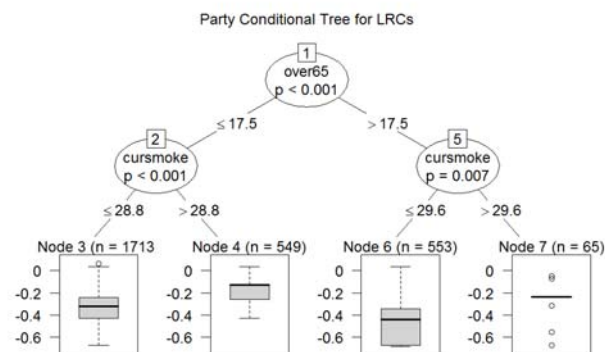 Party Conditional Tree for LRCs
1
over65
p < 0.001
≤ 17.5
> 17.5
2
cursmoke
p < 0.001
5
cursmoke
p = 0.007
≤ 28.8
> 28.8
≤ 29.6
> 29.6
Node 3 (n = 1713
Node 4 (n = 549)
Node 6 (n = 553)
Node 7 (n = 65)
0
-0.2
-0.4
-0.6
0
-0.2
-0.4
-0.6
0
-0.2
-0.4
-0.6
0
-0.2
-0.4
-0.6